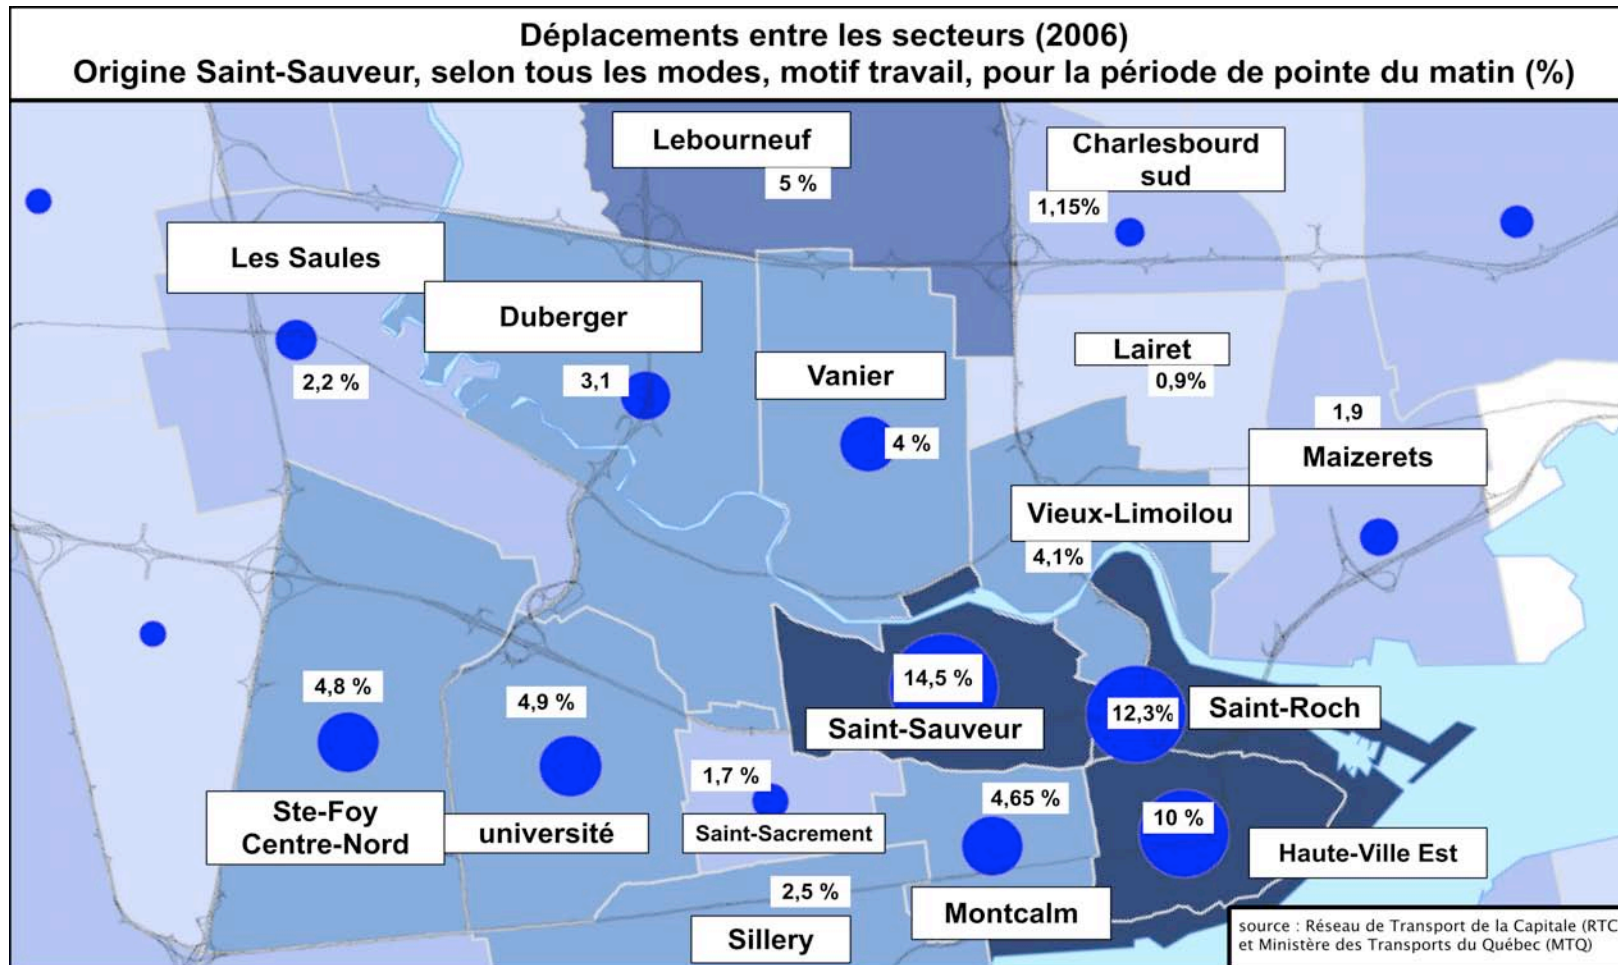 Déplacements entre les secteurs (2006)
Origine Saint-Sauveur, selon tous les modes, motif travail, pour la période de pointe du matin (%)
Lebourneuf
5 %
Charlesbourd
sud
1,15%
Les Saules
2,2 %
Duberger
3,1
Vanier
4 %
Lairet
0,9%
1,9
Maizerets
Vieux-Limoilou
4,1%
14,5 %
Saint-Sauveur
12,3%
Saint-Roch
4,8 %
Ste-Foy
Centre-Nord
4,9 %
université
1,7 %
Saint-Sacrement
4,65 %
Montcalm
10 %
Haute-Ville Est
2,5 %
Sillery
source : Réseau de Transport de la Capitale (RTC
et Ministère des Transports du Québec (MTQ)